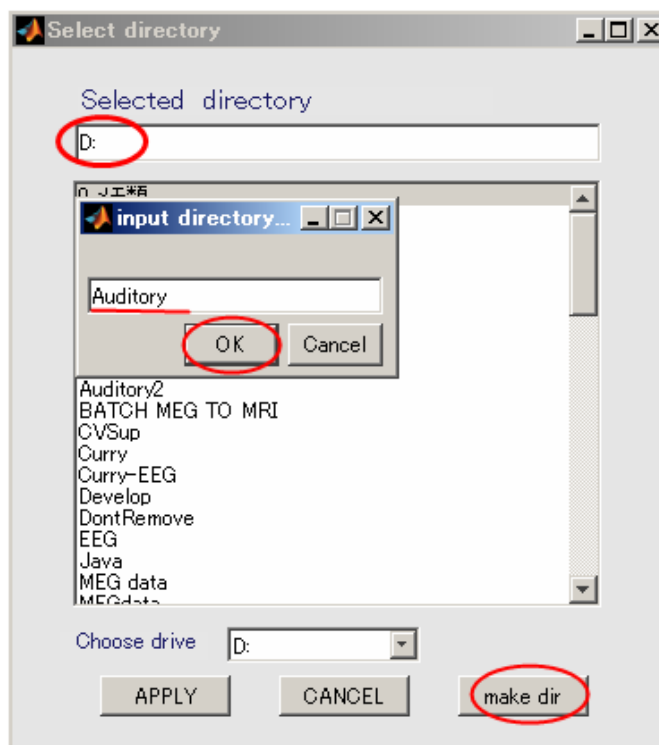 Select directory
Selected directory
D:
input directory...
Auditory
OK Cancel
Auditory2
BATCH MEG TO MRI
CVSup
Curry
Curry-EEG
Develop
DontRemove
EEG
Java
MEG data
MEGdata
Choose drive D:
APPLY CANCEL make dir